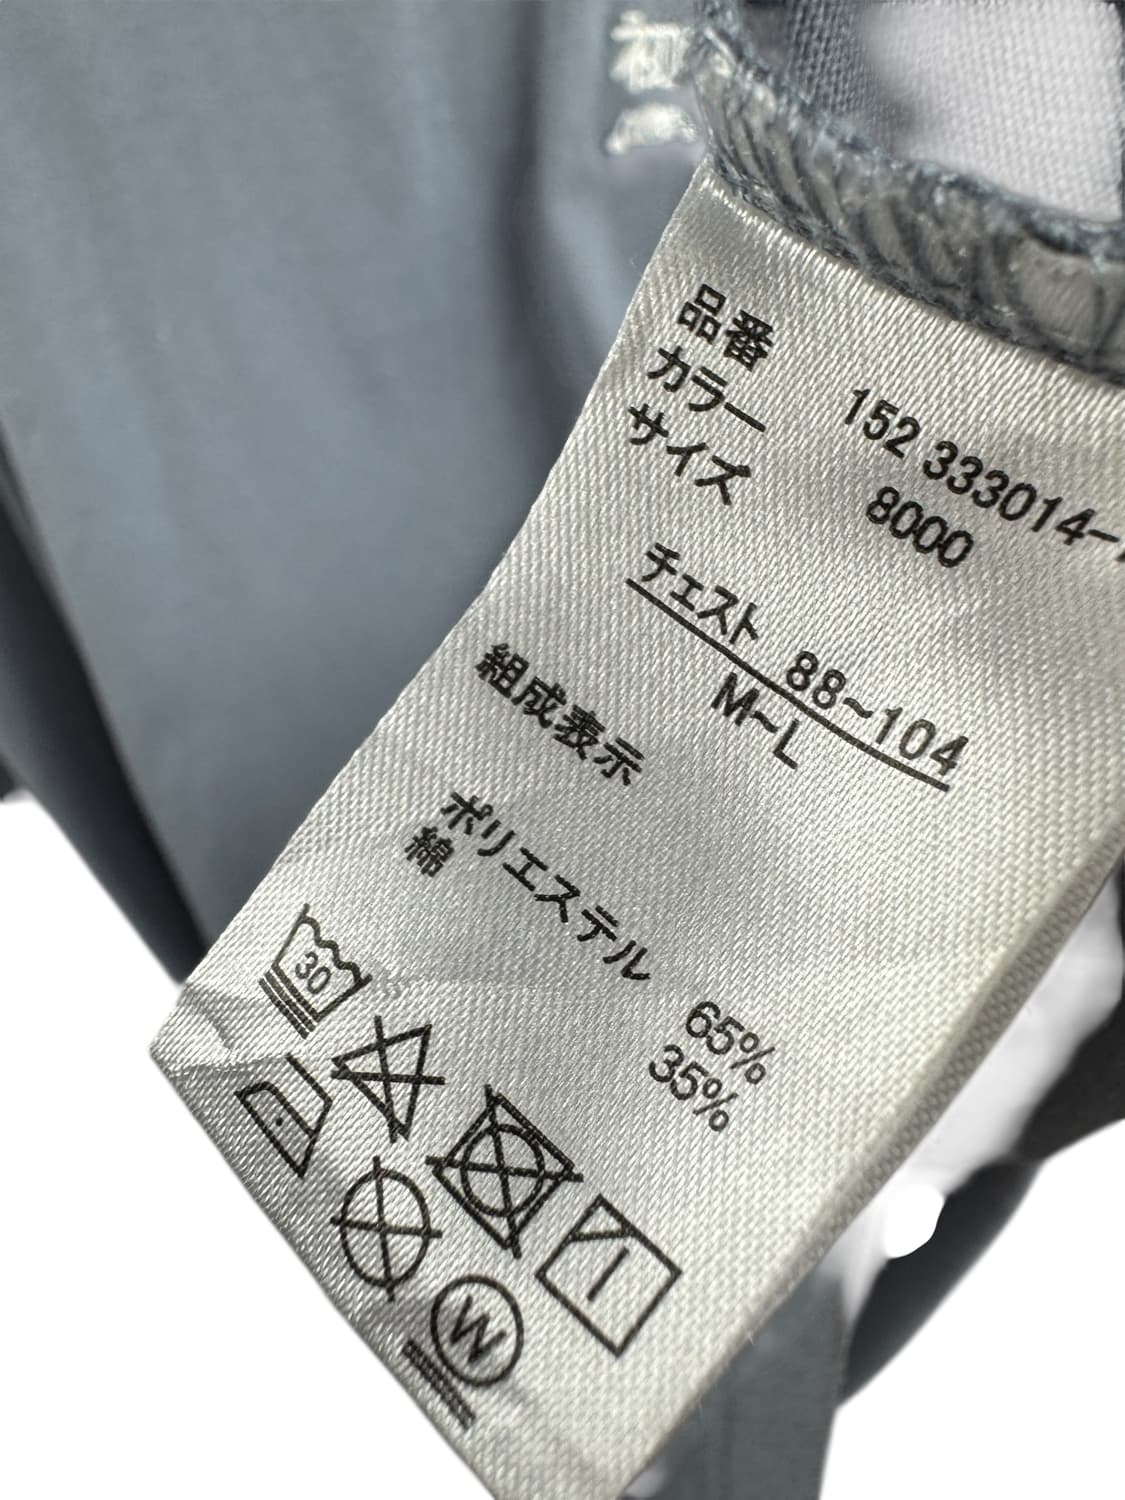 品番 152 333014-
カラー 8000
サイズ
チェスト 88~104
M~L
組成表示
ポリエステル 65%
綿 35%
30
W